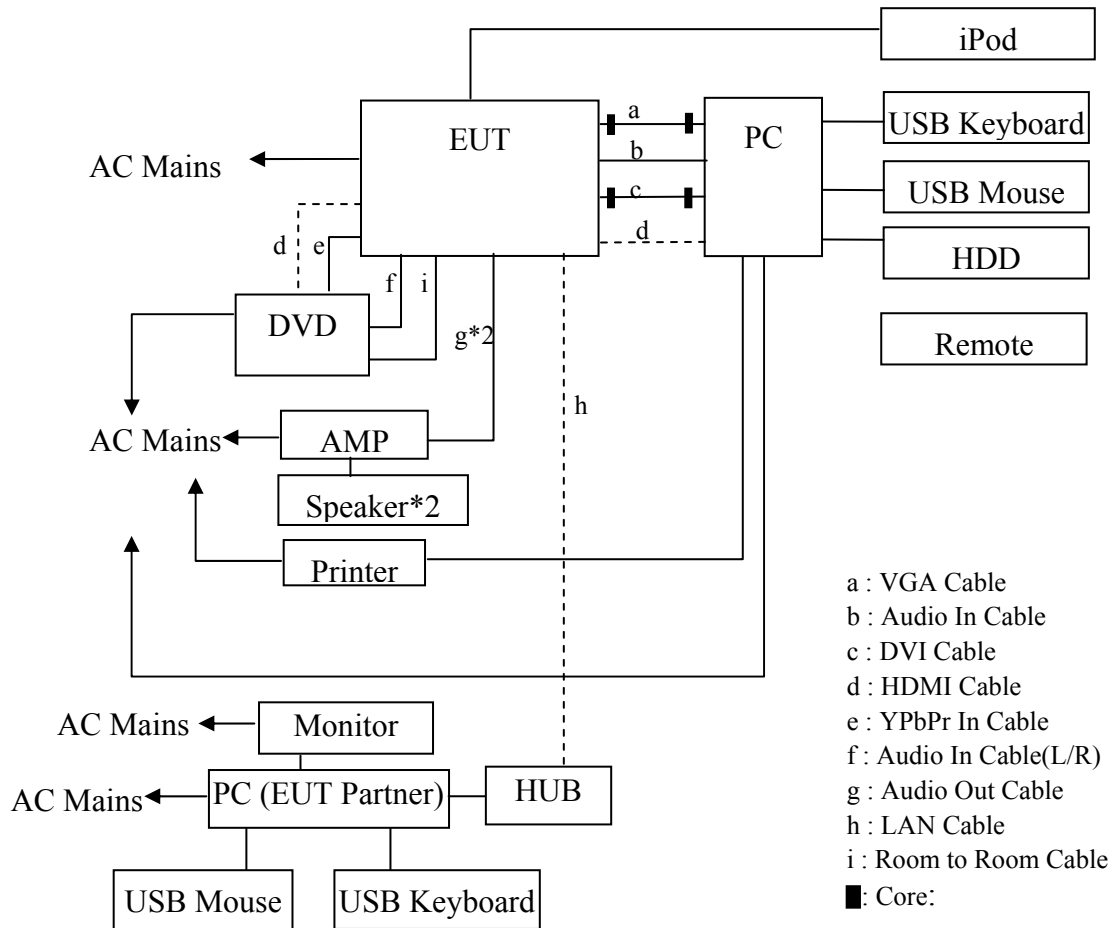 iPod
EUT
a
PC
USB Keyboard
AC Mains
b
c
USB Mouse
d
e
d
HDD
f
i
DVD
g*2
Remote
h
AC Mains
AMP
Speaker*2
Printer
a : VGA Cable
b : Audio In Cable
c : DVI Cable
d : HDMI Cable
e : YPbPr In Cable
f : Audio In Cable(L/R)
g : Audio Out Cable
h : LAN Cable
i : Room to Room Cable
: Core:
AC Mains
Monitor
AC Mains
PC (EUT Partner)
HUB
USB Mouse
USB Keyboard